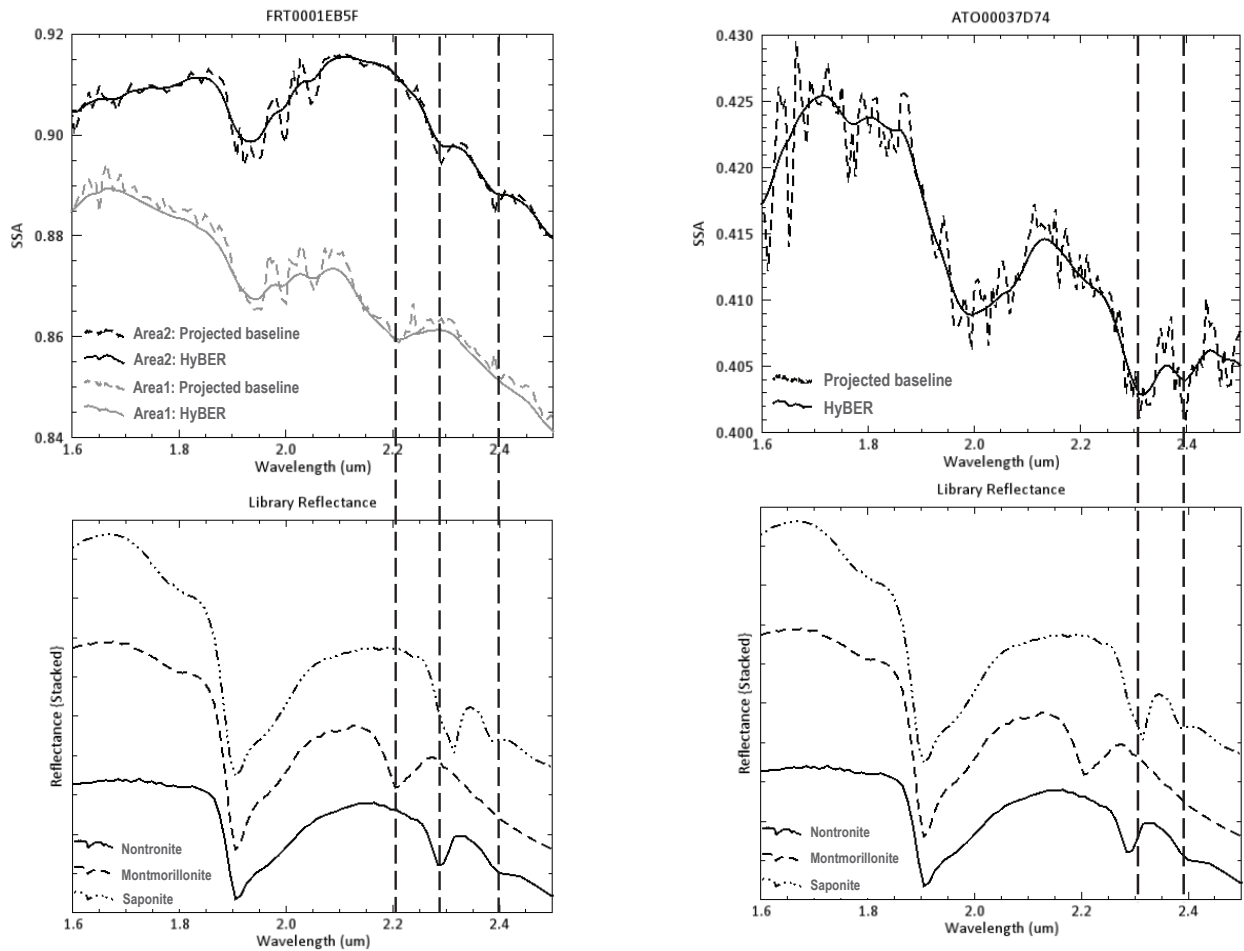 FRT0001EB5F
0.92
0.90
0.88
0.86
0.84
SSA
Area2: Projected baseline
Area2: HyBER
Area1: Projected baseline
Area1: HyBER
1.6 1.8 2.0 2.2 2.4
Wavelength (um)
Library Reflectance
Reflectance (Stacked)
Nontronite
Montmorillonite
Saponite
1.6 1.8 2.0 2.2 2.4
Wavelength (um)
ATO00037D74
0.430
0.425
0.420
0.415
0.410
0.405
0.400
SSA
Projected baseline
HyBER
1.6 1.8 2.0 2.2 2.4
Wavelength (um)
Library Reflectance
Reflectance (Stacked)
Nontronite
Montmorillonite
Saponite
1.6 1.8 2.0 2.2 2.4
Wavelength (um)